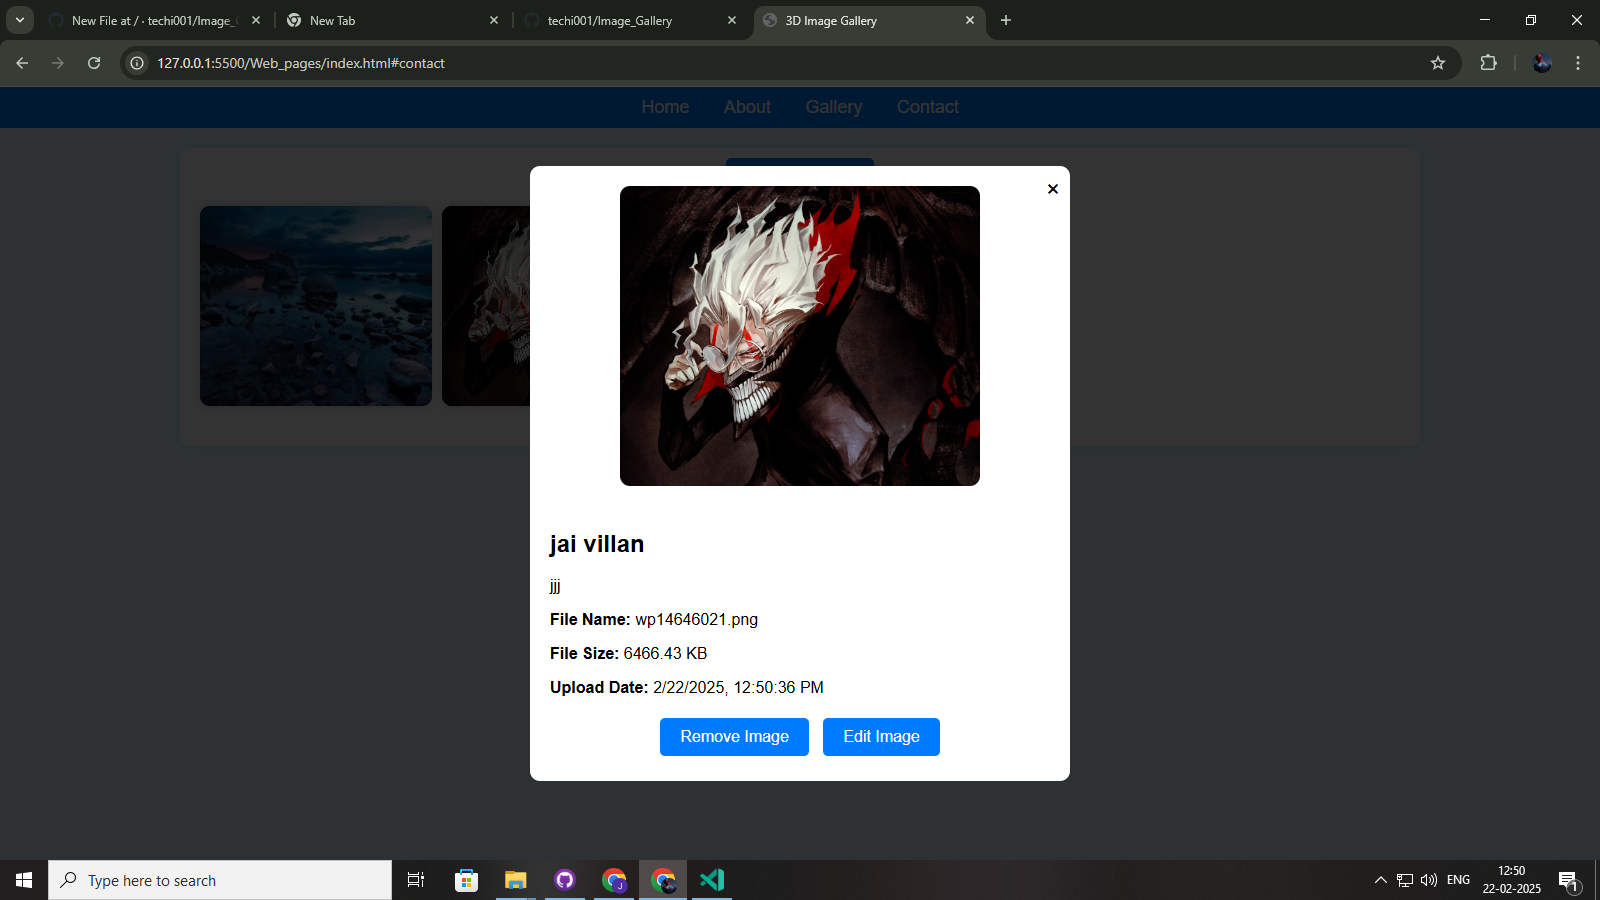 New File at / · techi001/Image_
New Tab
techi001/Image_Gallery
3D Image Gallery
127.0.0.1:5500/Web_pages/index.html#contact
Home About Gallery Contact
jai villan
jjj
File Name: wp14646021.png
File Size: 6466.43 KB
Upload Date: 2/22/2025, 12:50:36 PM
Remove Image Edit Image
Type here to search
J
ENG
12:50
22-02-2025
1